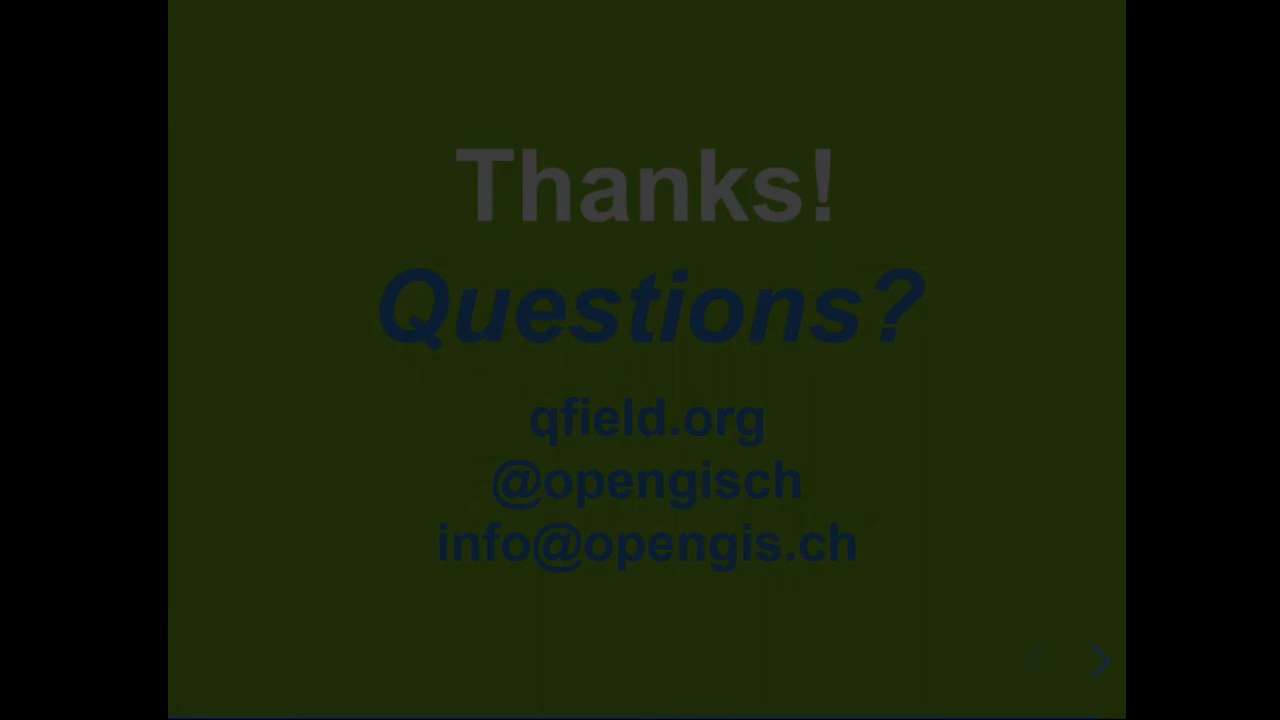 Thanks!
Questions?
qfield.org
@opengisch
info@opengis.ch